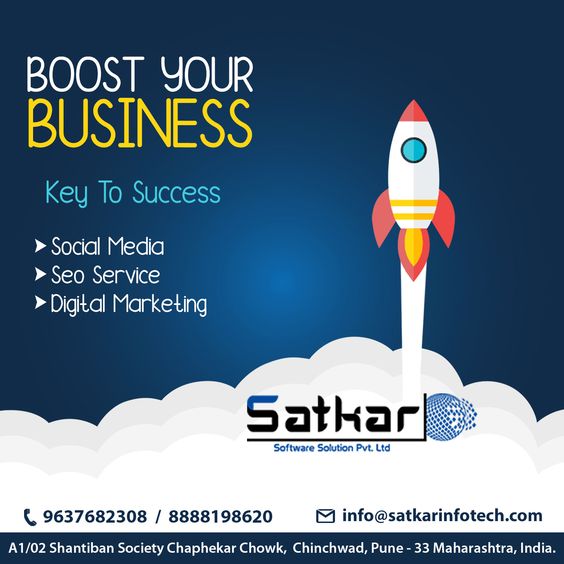 BOOST YOUR
BUSINESS
Key To Success
Social Media
Seo Service
Digital Marketing
Satkar
Software Solution Pvt. Ltd
9637682308 / 8888198620
info@satkarinfotech.com
A1/02 Shantiban Society Chaphekar Chowk, Chinchwad, Pune - 33 Maharashtra, India.